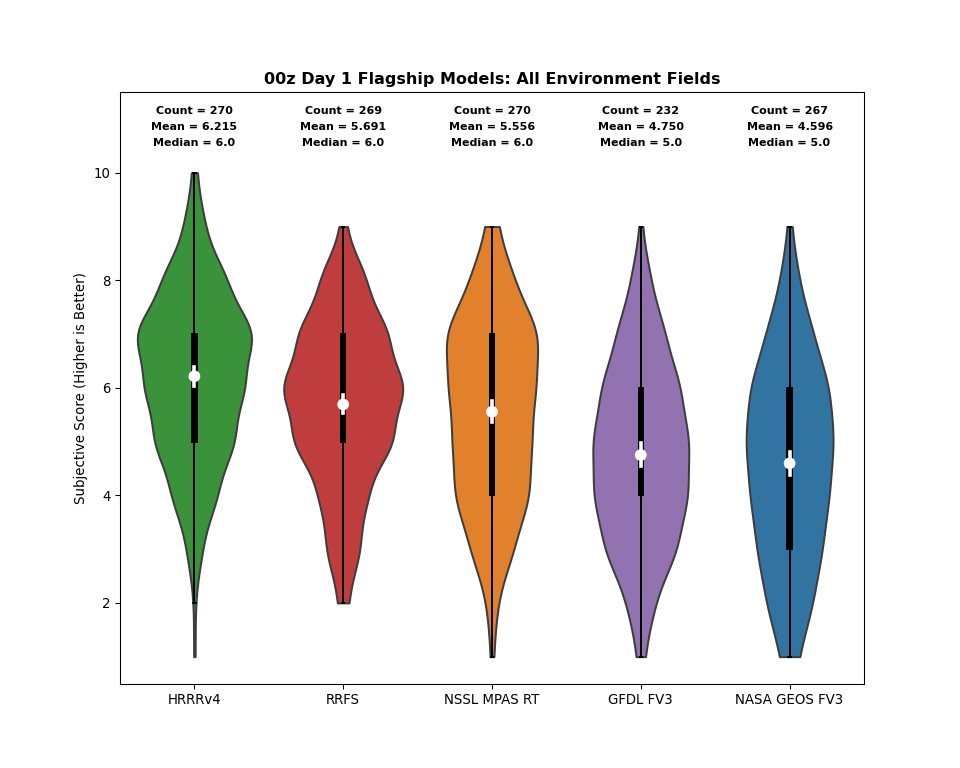 00z Day 1 Flagship Models: All Environment Fields
Count = 270
Mean = 6.215
Median = 6.0
Count = 269
Mean = 5.691
Median = 6.0
Count = 270
Mean = 5.556
Median = 6.0
Count = 232
Mean = 4.750
Median = 5.0
Count = 267
Mean = 4.596
Median = 5.0
Subjective Score (Higher is Better)
10
8
6
4
2
HRRRv4
RRFS
NSSL MPAS RT
GFDL FV3
NASA GEOS FV3